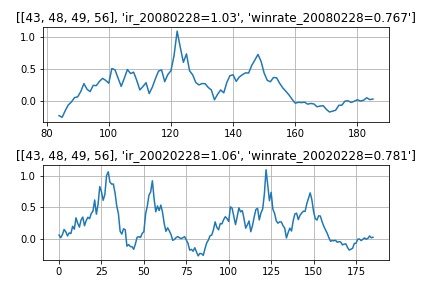 [[43, 48, 49, 56], 'ir_20080228=1.03', 'winrate_20080228=0.767']
1.0
0.5
0.0
80 100 120 140 160 180
[[43, 48, 49, 56], 'ir_20020228=1.06', 'winrate_20020228=0.781']
1.0
0.5
0.0
0 25 50 75 100 125 150 175